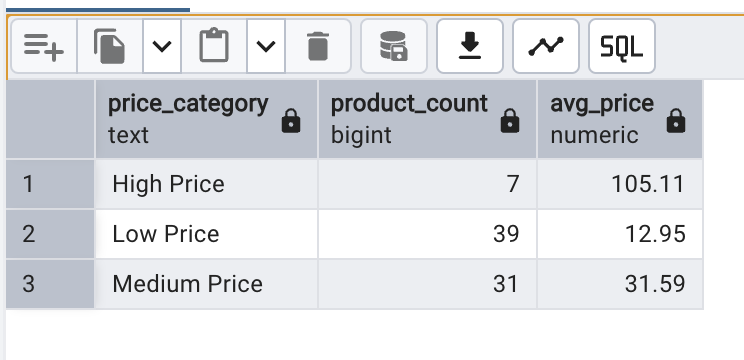 SQL
price_category product_count avg_price
text bigint numeric
1 High Price 7 105.11
2 Low Price 39 12.95
3 Medium Price 31 31.59